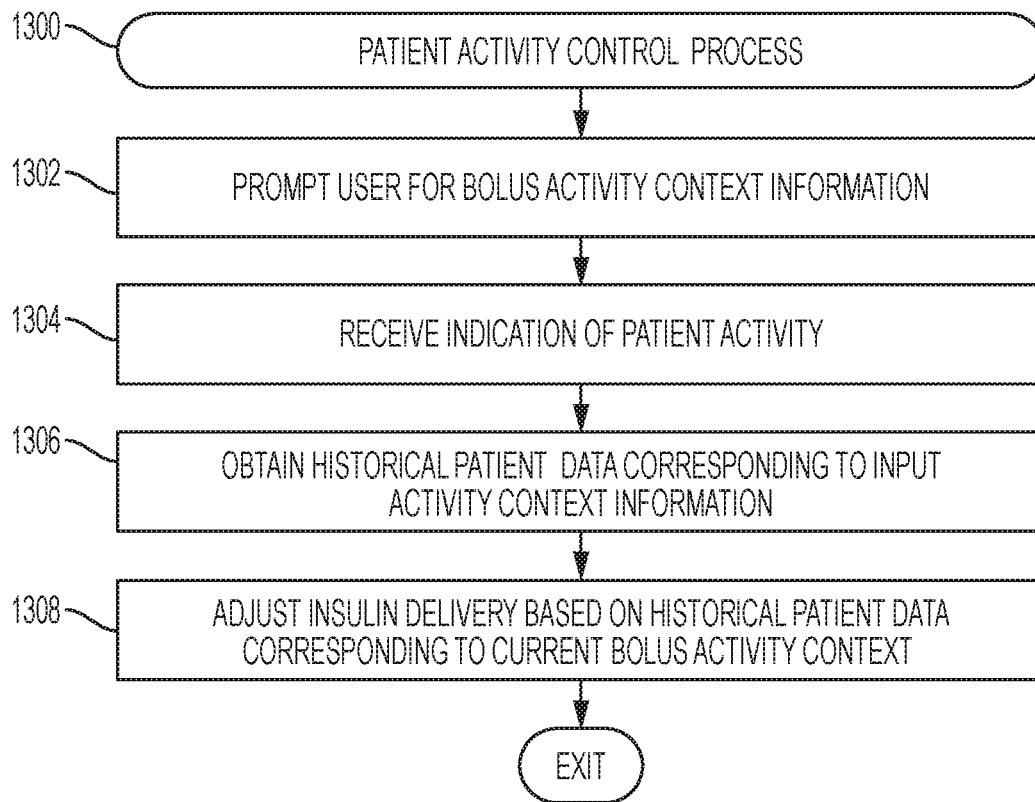 1300
PATIENT ACTIVITY CONTROL PROCESS
1302
PROMPT USER FOR BOLUS ACTIVITY CONTEXT INFORMATION
1304
RECEIVE INDICATION OF PATIENT ACTIVITY
1306
OBTAIN HISTORICAL PATIENT DATA CORRESPONDING TO INPUT
ACTIVITY CONTEXT INFORMATION
1308
ADJUST INSULIN DELIVERY BASED ON HISTORICAL PATIENT DATA
CORRESPONDING TO CURRENT BOLUS ACTIVITY CONTEXT
EXIT